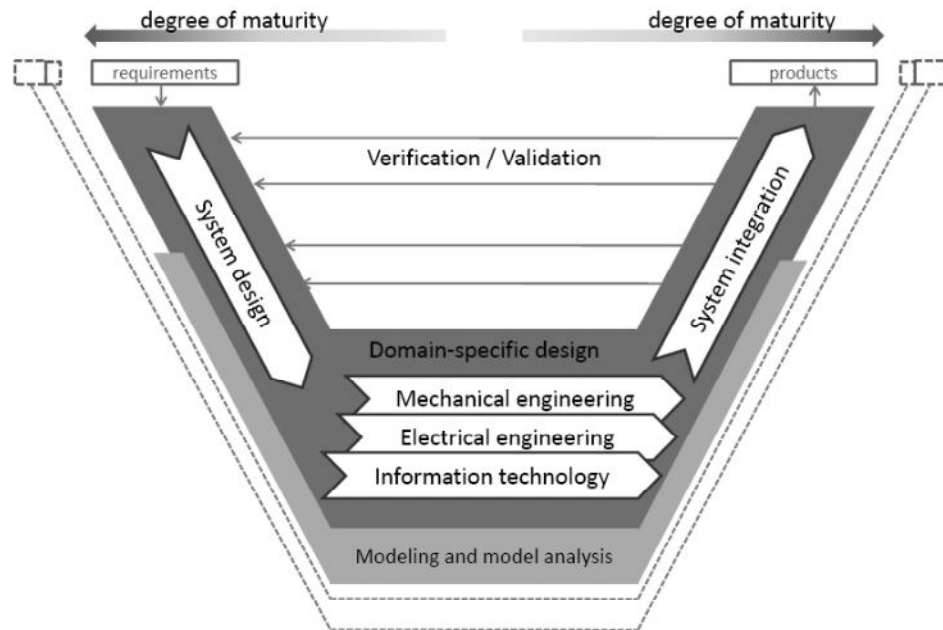 degree of maturity
degree of maturity
requirements
products
Verification / Validation
System design
System integration
Domain-specific design
Mechanical engineering
Electrical engineering
Information technology
Modeling and model analysis